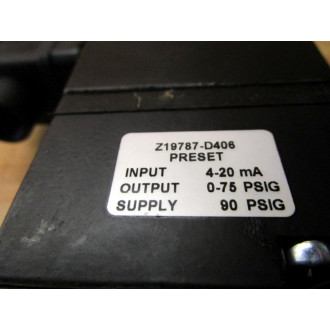 Z19787-D406
PRESET
INPUT 4-20 mA
OUTPUT 0-75 PSIG
SUPPLY 90 PSIG